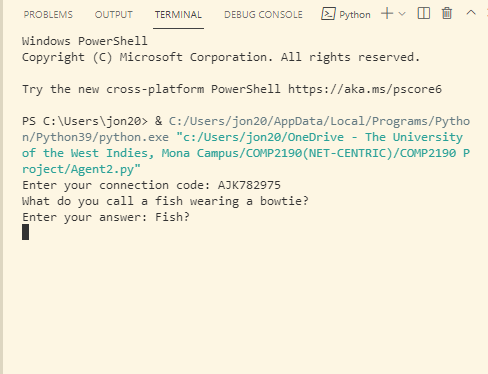 PROBLEMS OUTPUT TERMINAL DEBUG CONSOLE Python
Windows PowerShell
Copyright (C) Microsoft Corporation. All rights reserved.
Try the new cross-platform PowerShell https://aka.ms/pscore6
PS C:\Users\jon20> & C:/Users/jon20/AppData/Local/Programs/Pytho
n/Python39/python.exe "c:/Users/jon20/OneDrive - The University
of the West Indies, Mona Campus/COMP2190(NET-CENTRIC)/COMP2190 P
roject/Agent2.py"
Enter your connection code: AJK782975
What do you call a fish wearing a bowtie?
Enter your answer: Fish?